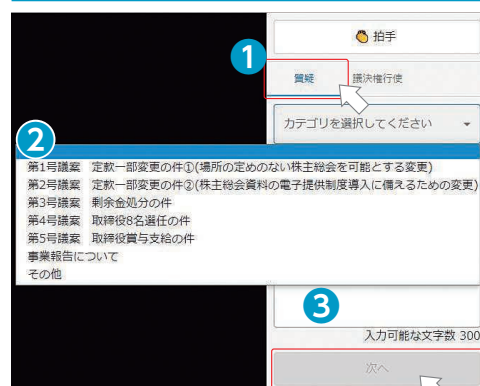 拍手
1
質疑 議決権行使
カテゴリを選択してください
2
第1号議案 定款一部変更の件①(場所の定めのない株主総会を可能とする変更)
第2号議案 定款一部変更の件②(株主総会資料の電子提供制度導入に備えるための変更)
第3号議案 剰余金処分の件
第4号議案 取締役8名選任の件
第5号議案 取締役賞与支給の件
事業報告について
その他
3
入力可能な文字数 300
次へ